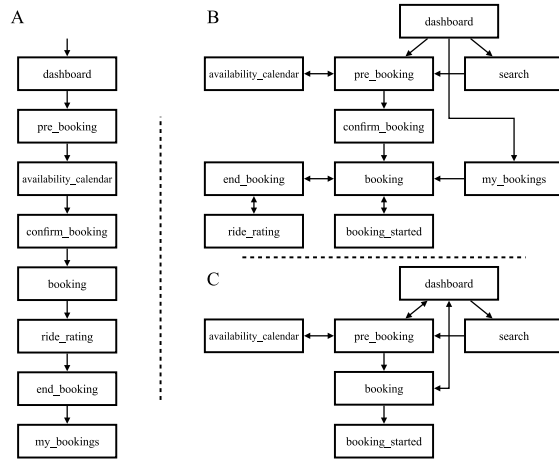 A
dashboard
pre_booking
availability_calendar
confirm_booking
booking
ride_rating
end_booking
my_bookings
B
dashboard
availability_calendar
pre_booking
search
confirm_booking
end_booking
booking
my_bookings
ride_rating
booking_started
C
dashboard
availability_calendar
pre_booking
search
booking
booking_started